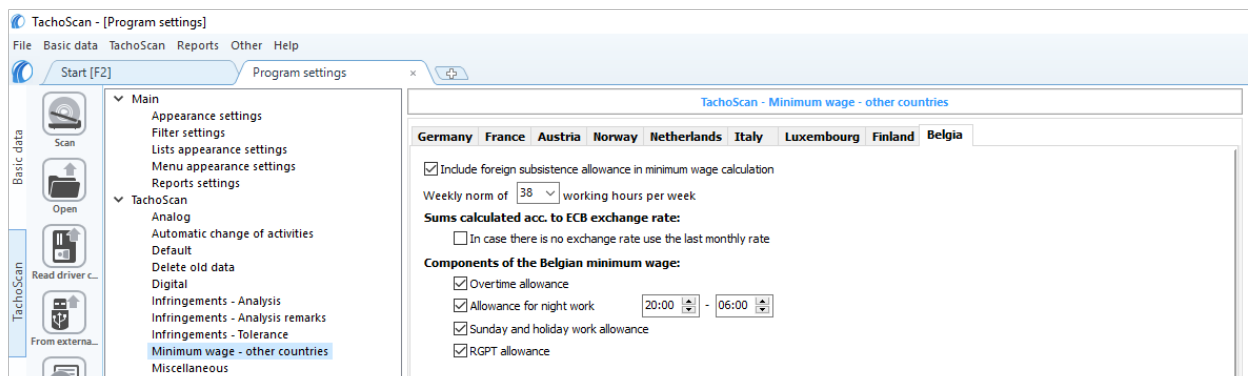 TachoScan - [Program settings]
File Basic data TachoScan Reports Other Help
Start [F2]
Program settings
Basic data
TachoScan
Scan
Open
Read driver c...
From externa...
Main
Appearance settings
Filter settings
Lists appearance settings
Menu appearance settings
Reports settings
TachoScan
Analog
Automatic change of activities
Default
Delete old data
Digital
Infringements - Analysis
Infringements - Analysis remarks
Infringements - Tolerance
Minimum wage - other countries
Miscellaneous
TachoScan - Minimum wage - other countries
Germany France Austria Norway Netherlands Italy Luxembourg Finland Belgia
Include foreign subsistence allowance in minimum wage calculation
Weekly norm of 38 working hours per week
Sums calculated acc. to ECB exchange rate:
In case there is no exchange rate use the last monthly rate
Components of the Belgian minimum wage:
Overtime allowance
Allowance for night work 20:00 - 06:00
Sunday and holiday work allowance
RGPT allowance